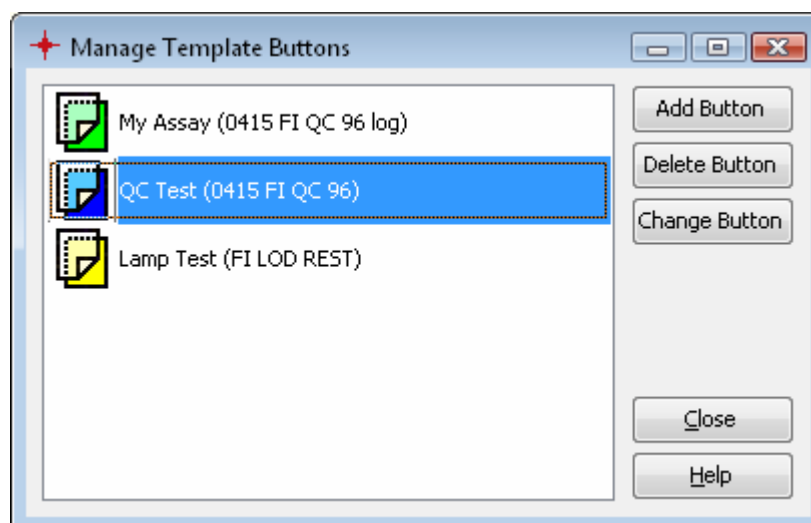 Manage Template Buttons
My Assay (0415 FI QC 96 log)
QC Test (0415 FI QC 96)
Lamp Test (FI LOD REST)
Add Button
Delete Button
Change Button
Close
Help